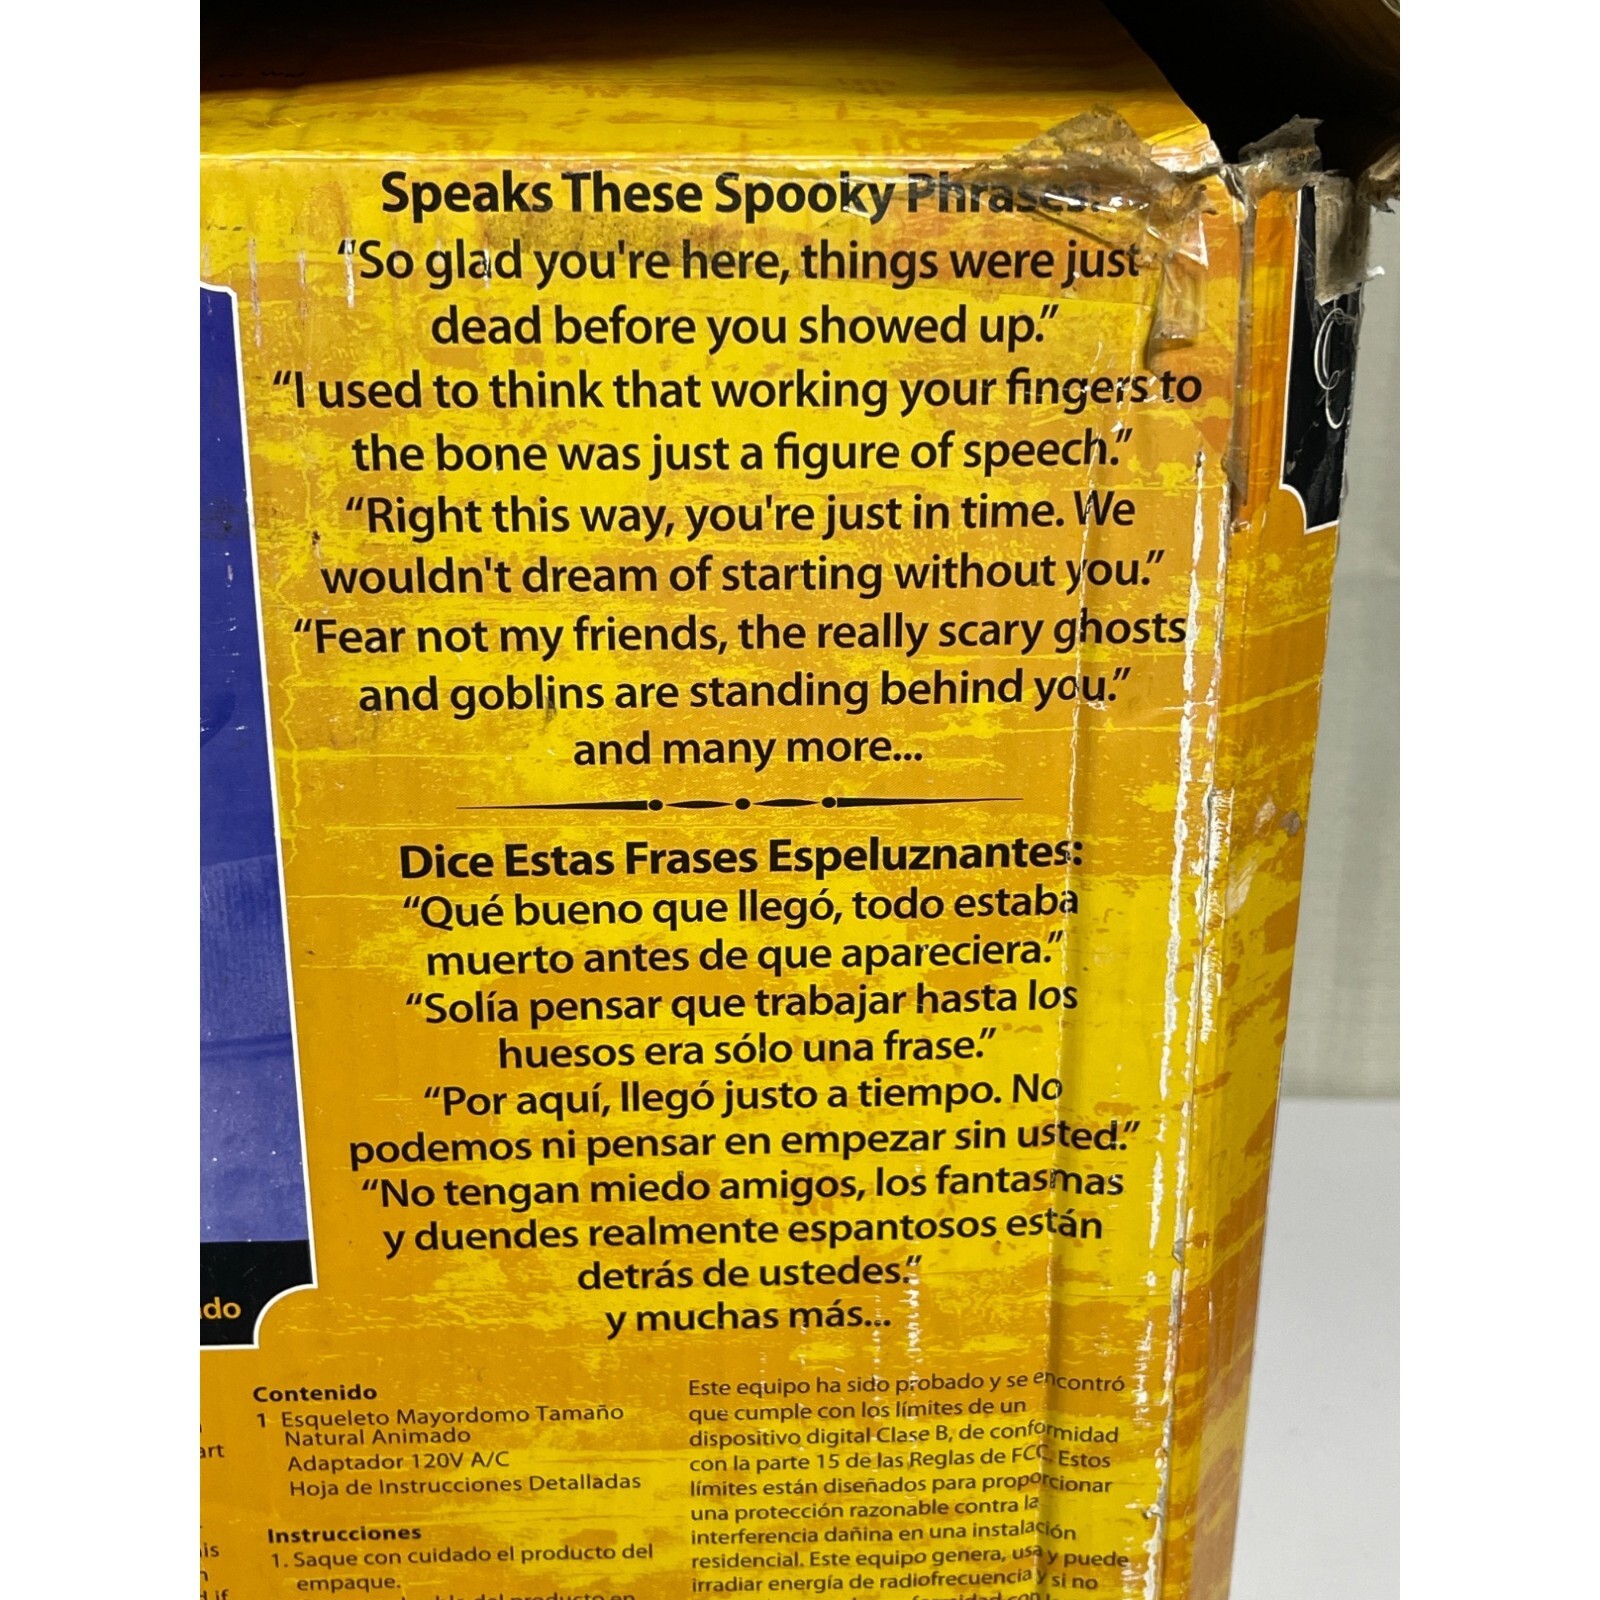 Speaks These Spooky Phrases:
“So glad you're here, things were just
dead before you showed up.”
“I used to think that working your fingers to
the bone was just a figure of speech.”
“Right this way, you're just in time. We
wouldn't dream of starting without you.”
“Fear not my friends, the really scary ghosts
and goblins are standing behind you.”
and many more...
Dice Estas Frases Espeluznantes:
“Qué bueno que llegó, todo estaba
muerto antes de que apareciera.”
“Solía pensar que trabajar hasta los
huesos era sólo una frase.”
“Por aquí, llegó justo a tiempo. No
podemos ni pensar en empezar sin usted.”
“No tengan miedo amigos, los fantasmas
y duendes realmente espantosos están
detrás de ustedes.”
y muchas más...
do
Contenido
1 Esqueleto Mayordomo Tamaño
Natural Animado
Adaptador 120V A/C
Hoja de Instrucciones Detalladas
Instrucciones
1. Saque con cuidado el producto del
empaque.
Este equipo ha sido probado y se encontró
que cumple con los límites de un
dispositivo digital Clase B, de conformidad
con la parte 15 de las Reglas de FCC. Estos
límites están diseñados para proporcionar
una protección razonable contra la
interferencia dañina en una instalación
residencial. Este equipo genera, usa y puede
irradiar energía de radiofrecuencia y si no
art
is
if